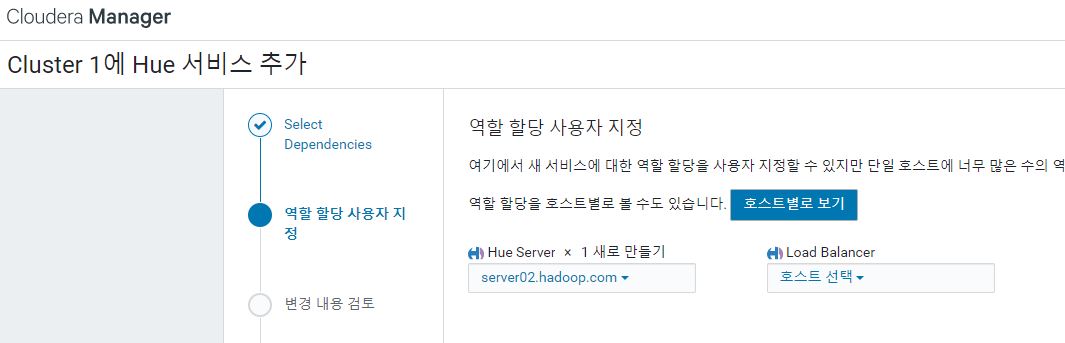 Cloudera Manager
Cluster 1에 Hue 서비스 추가
Select
Dependencies
역할 할당 사용자 지
정
변경 내용 검토
역할 할당 사용자 지정
여기에서 새 서비스에 대한 역할 할당을 사용자 지정할 수 있지만 단일 호스트에 너무 많은 수의 역
역할 할당을 호스트별로 볼 수도 있습니다. 호스트별로 보기
Hue Server × 1 새로 만들기
server02.hadoop.com
Load Balancer
호스트 선택